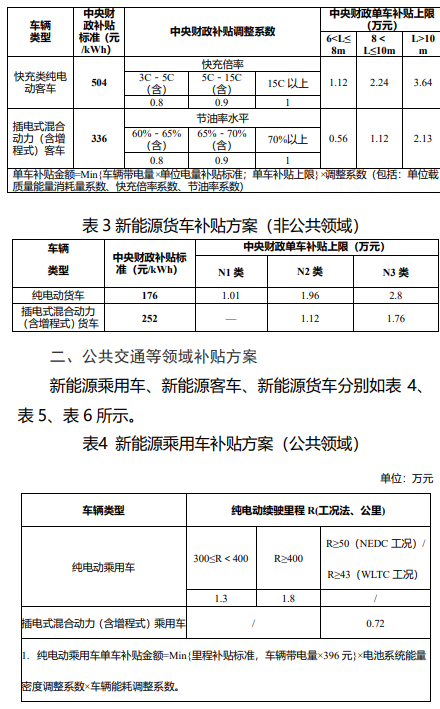 车辆
类型
中央财
政补贴
标准（元
/kWh）
中央财政补贴调整系数
中央财政单车补贴上限
（万元）
6<L≤
8m
8＜
L≤10m
L>10
m
快充类纯电
动客车
504
快充倍率
3C﹣5C
（含）
5C﹣15C
（含）
15C 以上
0.8
0.9
1
1.12
2.24
3.64
插电式混合
动力（含增
程式）客车
336
节油率水平
60%﹣65%
（含）
65%﹣70%
（含）
70%以上
0.8
0.9
1
0.56
1.12
2.13
单车补贴金额=Min{车辆带电量×单位电量补贴标准；单车补贴上限}×调整系数（包括：单位载
质量能量消耗量系数、快充倍率系数、节油率系数）
表 3 新能源货车补贴方案（非公共领域）
车辆
类型
中央财政补贴标
准（元/kWh）
中央财政单车补贴上限（万元）
N1 类
N2 类
N3 类
纯电动货车
176
1.01
1.96
2.8
插电式混合动力
（含增程式）货车
252
—
1.12
1.76
二、公共交通等领域补贴方案
新能源乘用车、新能源客车、新能源货车分别如表 4、
表 5、表 6 所示。
表4 新能源乘用车补贴方案（公共领域）
单位：万元
车辆类型
纯电动续驶里程 R(工况法、公里)
纯电动乘用车
300≤R＜400
R≥400
R≥50（NEDC 工况）/
R≥43（WLTC 工况）
1.3
1.8
/
插电式混合动力（含增程式）乘用车
/
0.72
1. 纯电动乘用车单车补贴金额=Min{里程补贴标准，车辆带电量×396 元}×电池系统能量
密度调整系数×车辆能耗调整系数。